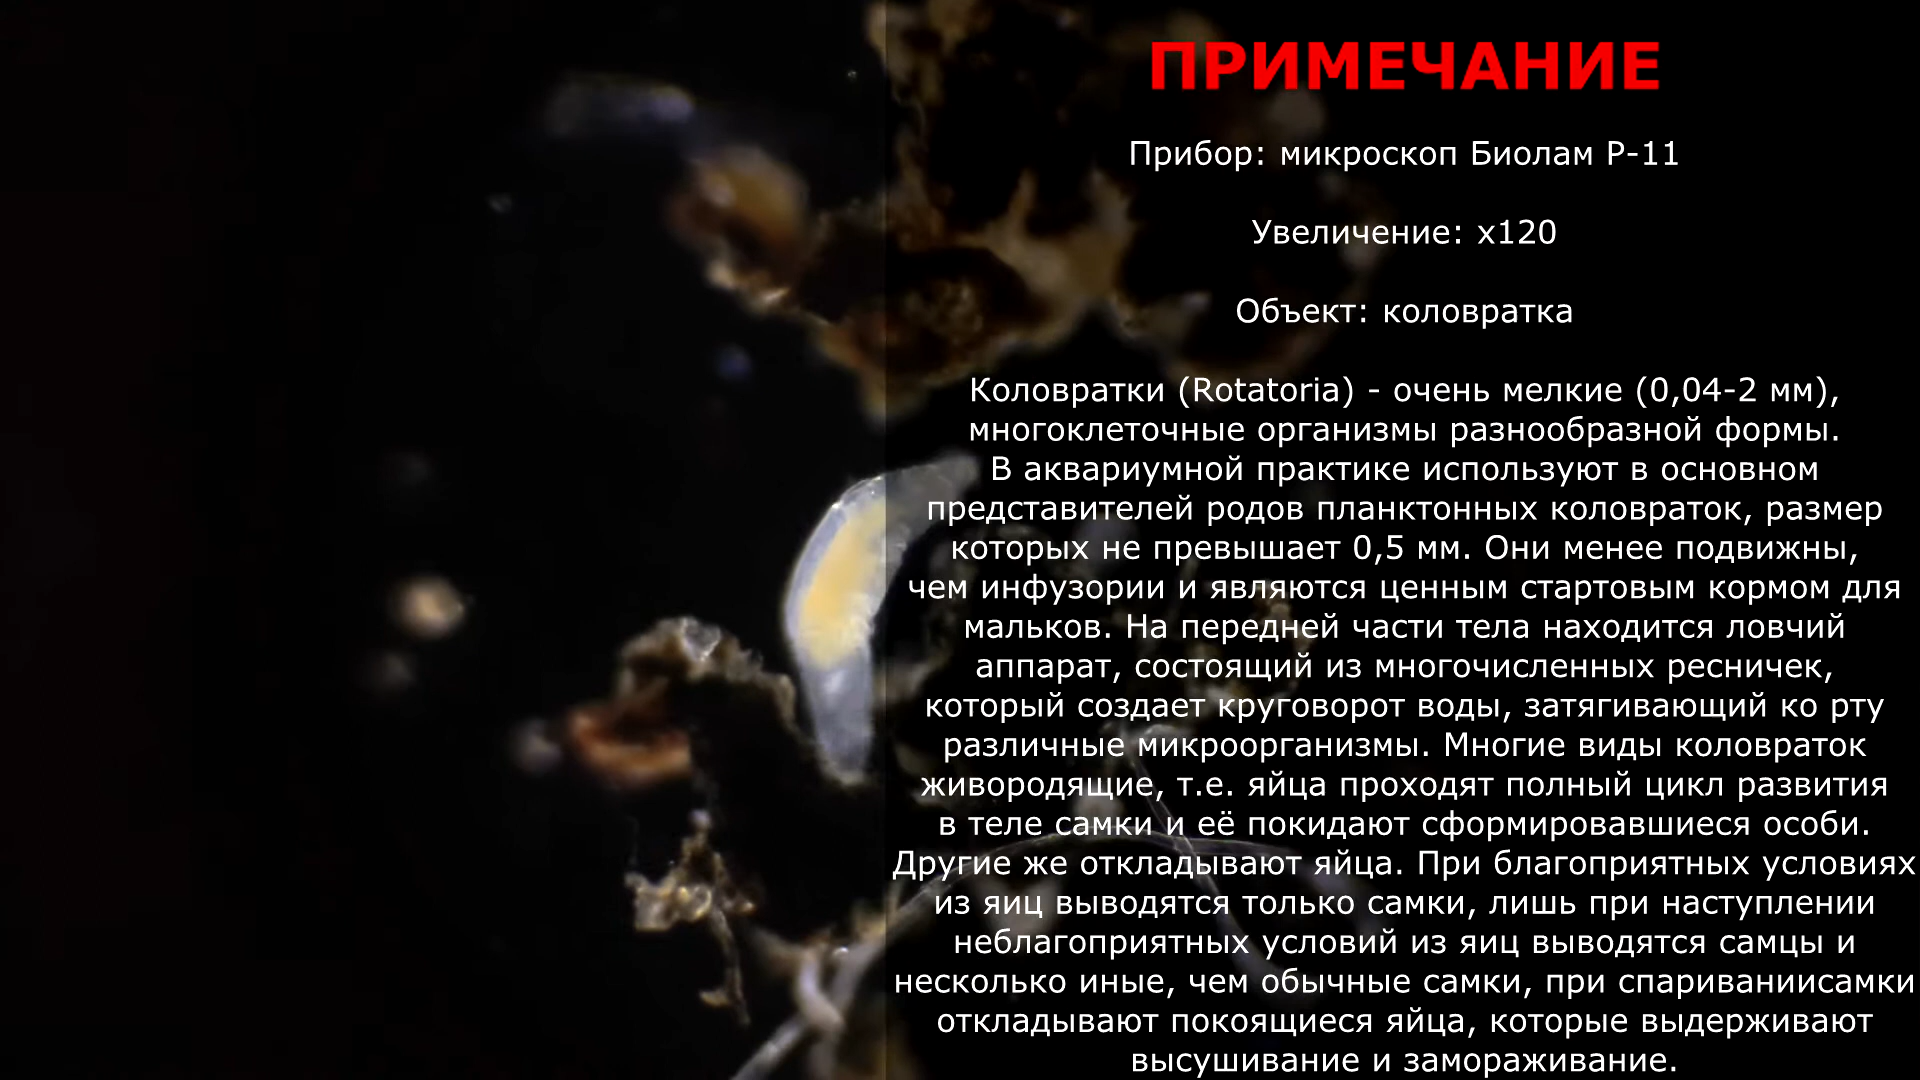 ПРИМЕЧАНИЕ
Прибор: микроскоп Биолам Р-11
Увеличение: x120
Объект: коловратка
Коловратки (Rotatoria) - очень мелкие (0,04-2 мм),
многоклеточные организмы разнообразной формы.
В аквариумной практике используют в основном
представителей родов планктонных коловраток, размер
которых не превышает 0,5 мм. Они менее подвижны,
чем инфузории и являются ценным стартовым кормом для
мальков. На передней части тела находится ловчий
аппарат, состоящий из многочисленных ресничек,
который создает круговорот воды, затягивающий ко рту
различные микроорганизмы. Многие виды коловраток
живородящие, т.е. яйца проходят полный цикл развития
в теле самки и её покидают сформировавшиеся особи.
Другие же откладывают яйца. При благоприятных условиях
из яиц выводятся только самки, лишь при наступлении
неблагоприятных условий из яиц выводятся самцы и
несколько иные, чем обычные самки, при спариваниисамки
откладывают покоящиеся яйца, которые выдерживают
высушивание и замораживание.